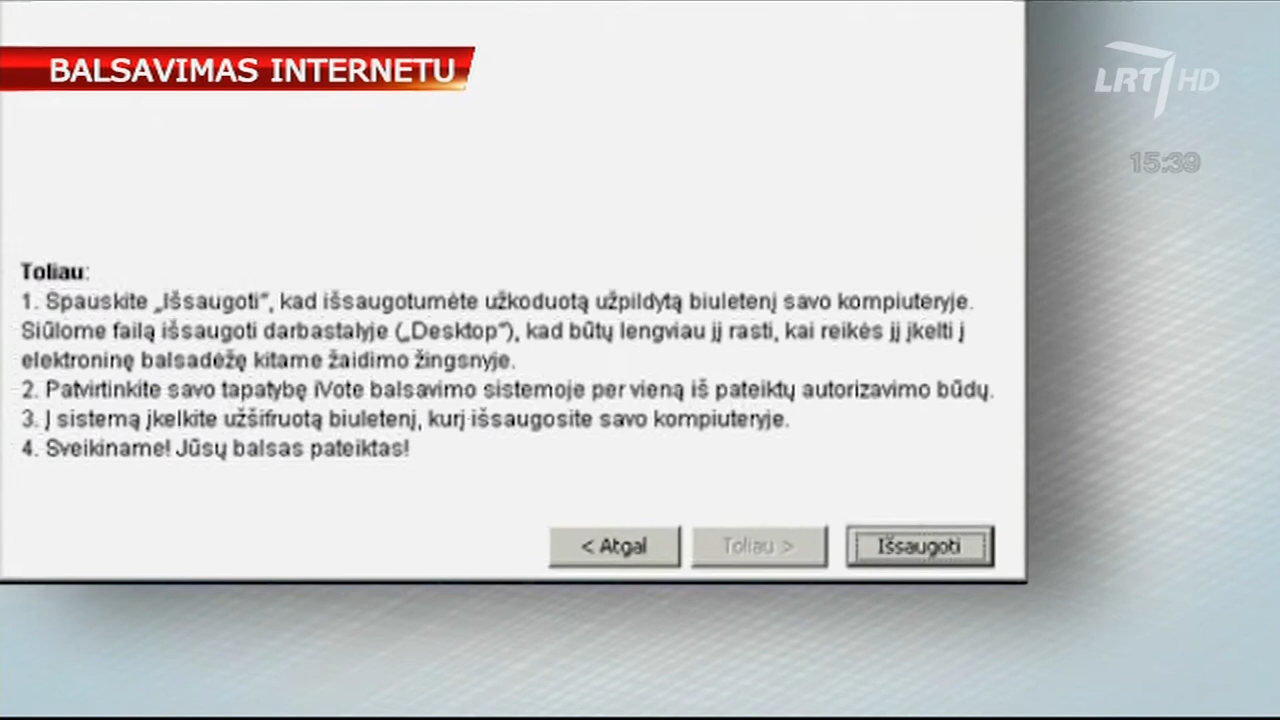 BALSAVIMAS INTERNETU
LRT HD
15:39
Toliau:
1. Spauskite „Išsaugoti“, kad išsaugotumėte užkoduotą užpildytą biuletenį savo kompiuteryje.
Siūlome failą išsaugoti darbastalyje („Desktop“), kad būtų lengviau jį rasti, kai reikės jį įkelti į
elektroninę balsadėžę kitame žaidimo žingsnyje.
2. Patvirtinkite savo tapatybę iVote balsavimo sistemoje per vieną iš pateiktų autorizavimo būdų.
3. Į sistemą įkelkite užšifruotą biuletenį, kurį išsaugosite savo kompiuteryje.
4. Sveikiname! Jūsų balsas pateiktas!
< Atgal Toliau > Išsaugoti